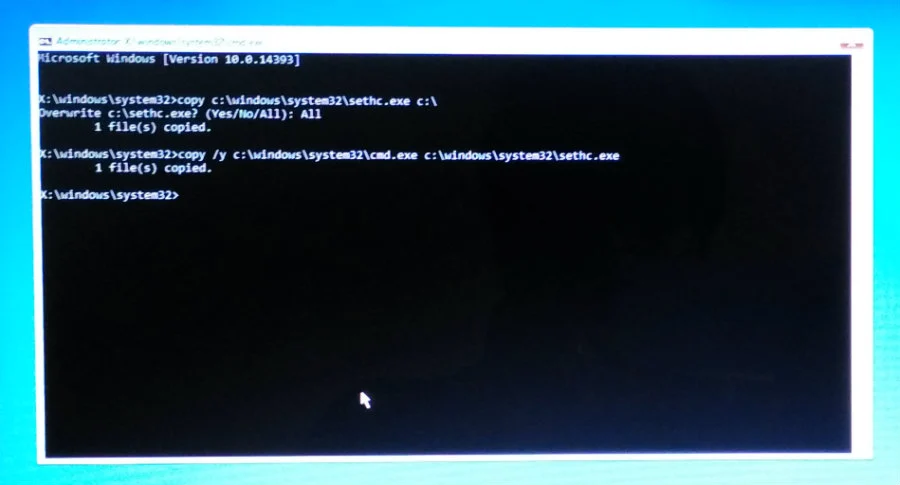 Administrator: X:\windows\system32\cmd.exe
Microsoft Windows [Version 10.0.14393]
X:\windows\system32>copy c:\windows\system32\sethc.exe c:\
Overwrite c:\sethc.exe? (Yes/No/All): All
1 file(s) copied.
X:\windows\system32>copy /y c:\windows\system32\cmd.exe c:\windows\system32\sethc.exe
1 file(s) copied.
X:\windows\system32>